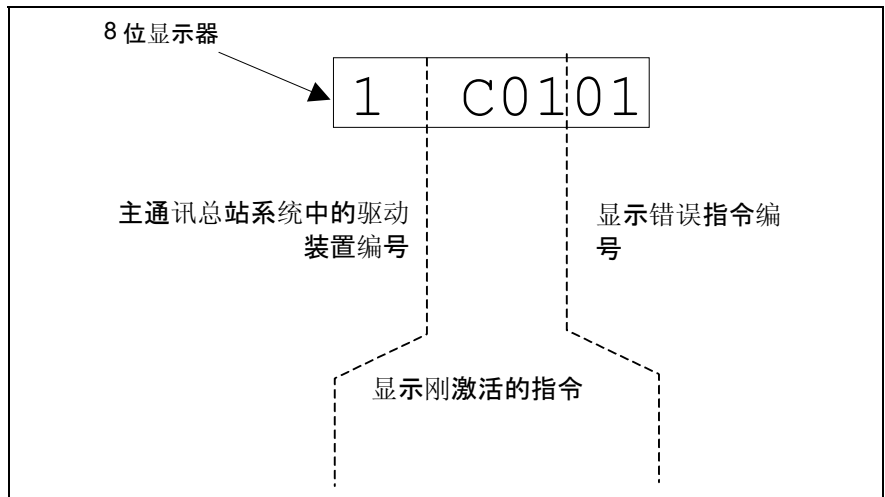 8 位显示器
1 C0101
主通讯总站系统中的驱动
装置编号
显示错误指令编
号
显示刚激活的指令